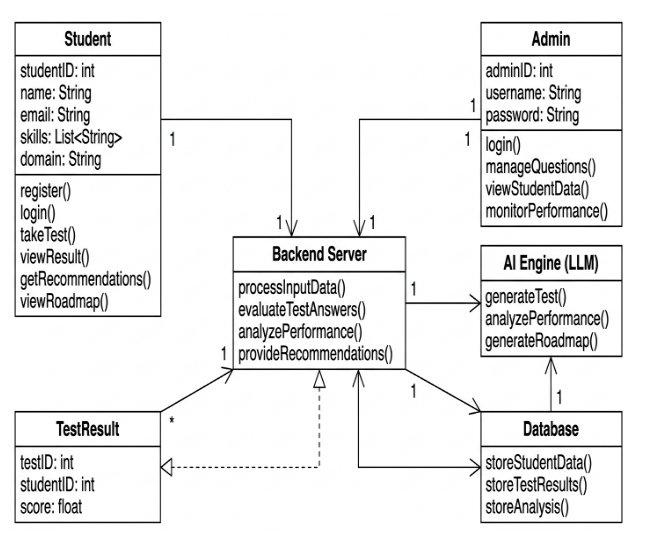 Student
studentID: int
name: String
email: String
skills: List<String>
domain: String
register()
login()
takeTest()
viewResult()
getRecommendations()
viewRoadmap()
Admin
adminID: int
username: String
password: String
login()
manageQuestions()
viewStudentData()
monitorPerformance()
1
1
1
1
1
Backend Server
processInputData()
evaluateTestAnswers()
analyzePerformance()
provideRecommendations()
1
AI Engine (LLM)
generateTest()
analyzePerformance()
generateRoadmap()
1
*
1
1
TestResult
testID: int
studentID: int
score: float
Database
storeStudentData()
storeTestResults()
storeAnalysis()